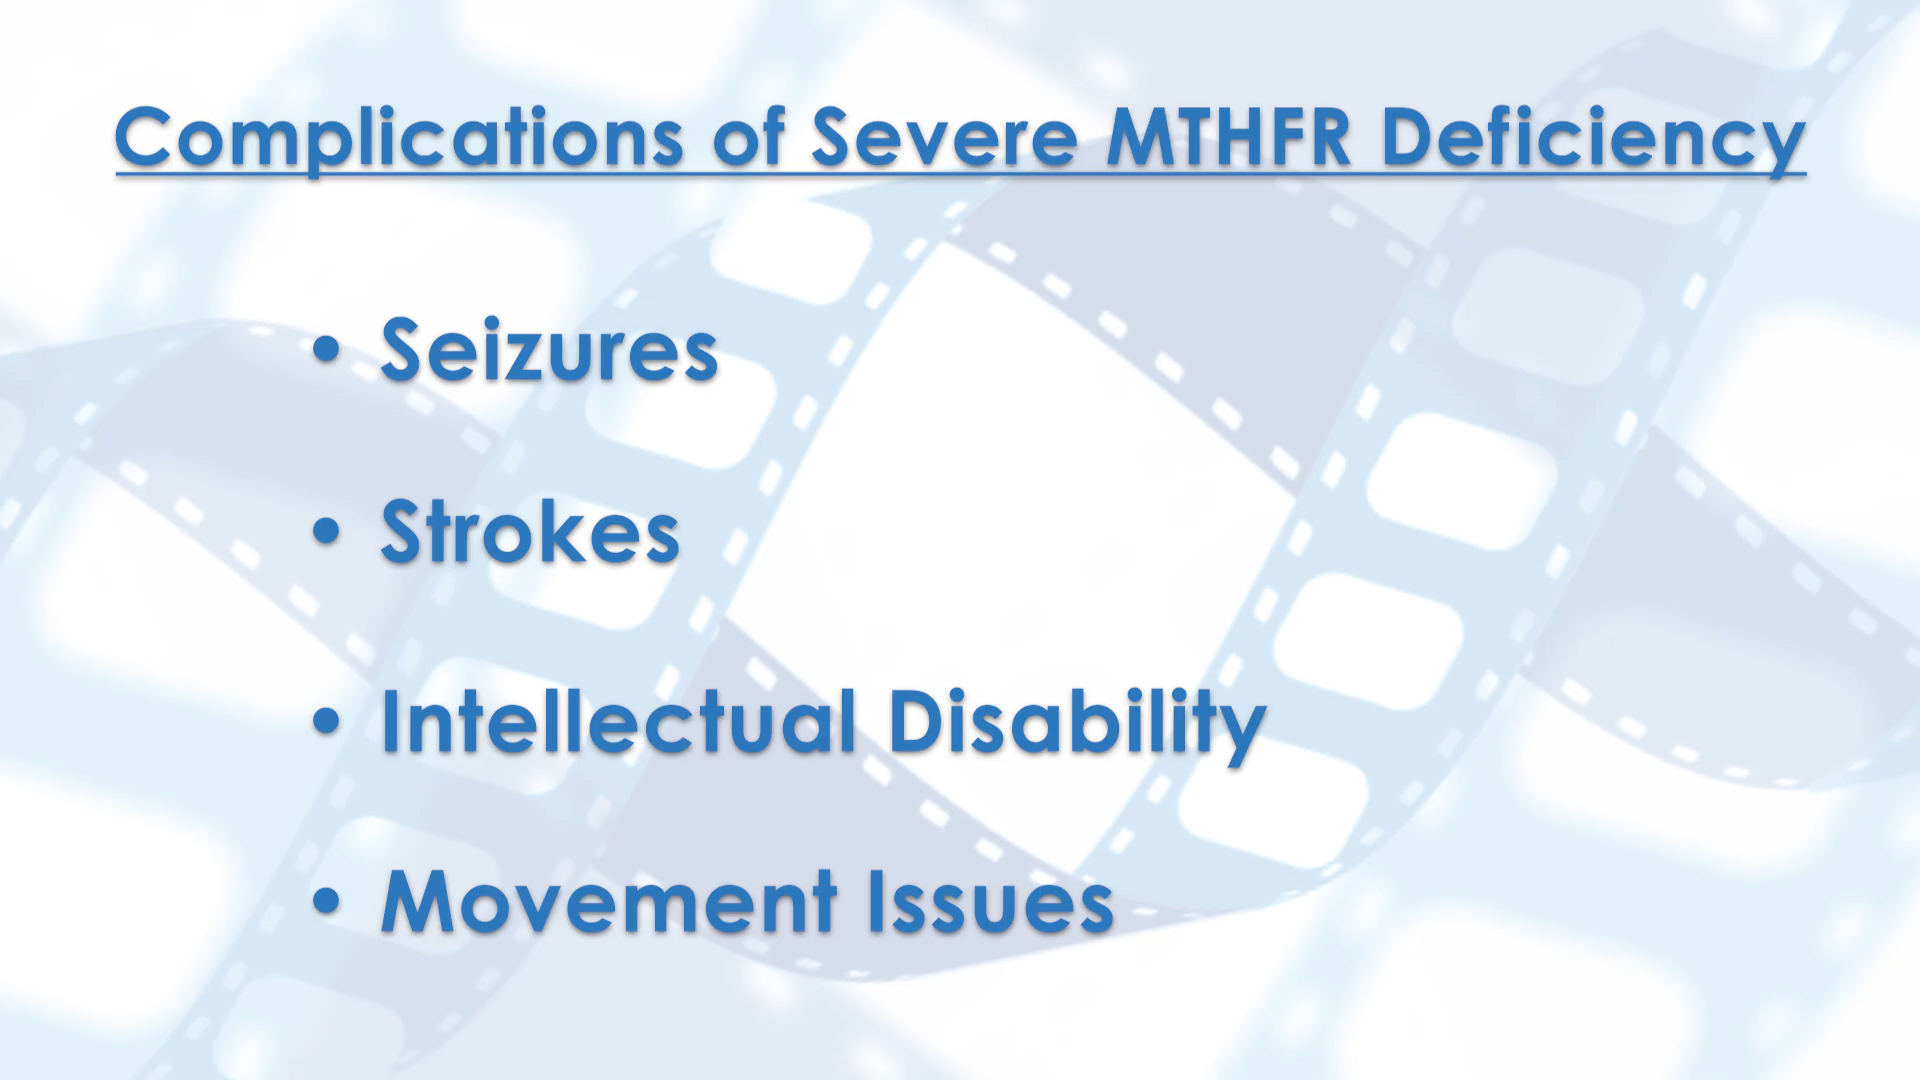 Complications of Severe MTHFR Deficiency
• Seizures
• Strokes
• Intellectual Disability
• Movement Issues